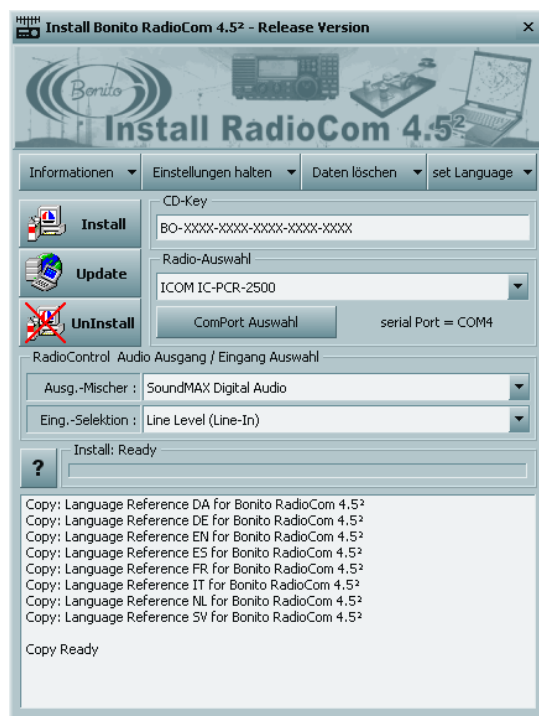 Install Bonito RadioCom 4.5² - Release Version
Bonito
Install RadioCom 4.5²
Informationen Einstellungen halten Daten löschen set Language
Install
CD-Key
BO-XXXX-XXXX-XXXX-XXXX-XXXX
Update
Radio-Auswahl
ICOM IC-PCR-2500
UnInstall
ComPort Auswahl serial Port = COM4
RadioControl Audio Ausgang / Eingang Auswahl
Ausg.-Mischer : SoundMAX Digital Audio
Eing.-Selektion : Line Level (Line-In)
?
Install: Ready
Copy: Language Reference DA for Bonito RadioCom 4.5²
Copy: Language Reference DE for Bonito RadioCom 4.5²
Copy: Language Reference EN for Bonito RadioCom 4.5²
Copy: Language Reference ES for Bonito RadioCom 4.5²
Copy: Language Reference FR for Bonito RadioCom 4.5²
Copy: Language Reference IT for Bonito RadioCom 4.5²
Copy: Language Reference NL for Bonito RadioCom 4.5²
Copy: Language Reference SV for Bonito RadioCom 4.5²
Copy Ready